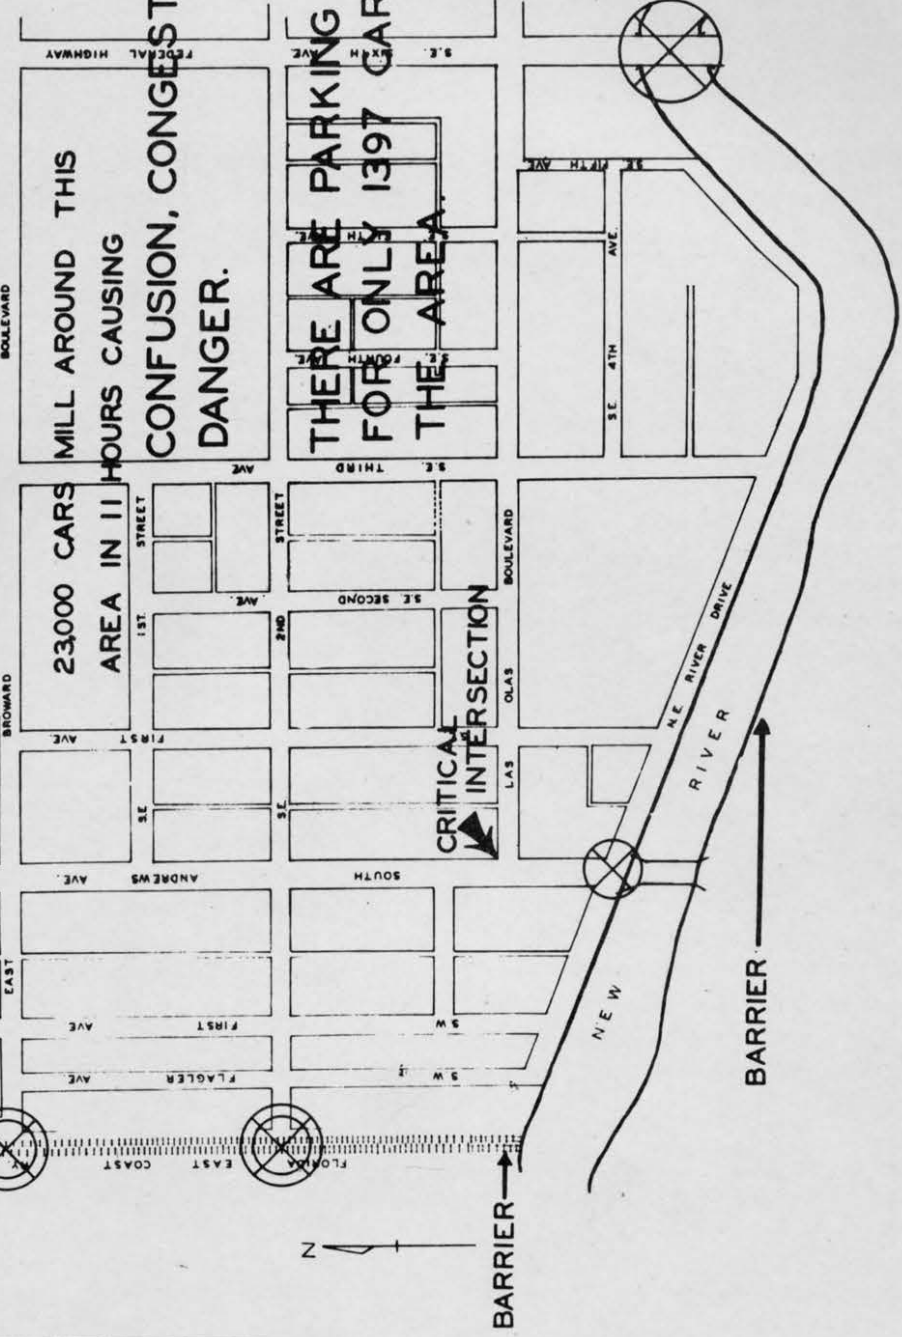 23,000 CARS MILL AROUND THIS
AREA IN 11 HOURS CAUSING
CONFUSION, CONGEST
DANGER.
THERE ARE PARKING
FOR ONLY 1397 CAR
THE AREA.
CRITICAL
INTERSECTION
BARRIER
BARRIER
N
EAST BROWARD BOULEVARD
S.E. 1ST. STREET
S.E. 2ND STREET
LAS OLAS BOULEVARD
S.E. 4TH AVE.
N.E. RIVER DRIVE
NEW RIVER
FLORIDA EAST COAST
S W FLAGLER AVE
S W FIRST AVE
SOUTH ANDREWS AVE.
FIRST AVE.
S.E. SECOND AVE.
S.E. THIRD AVE
S.E. FOURTH AVE
S.E. FIFTH AVE
S.E. SIXTH AVE
FEDERAL HIGHWAY